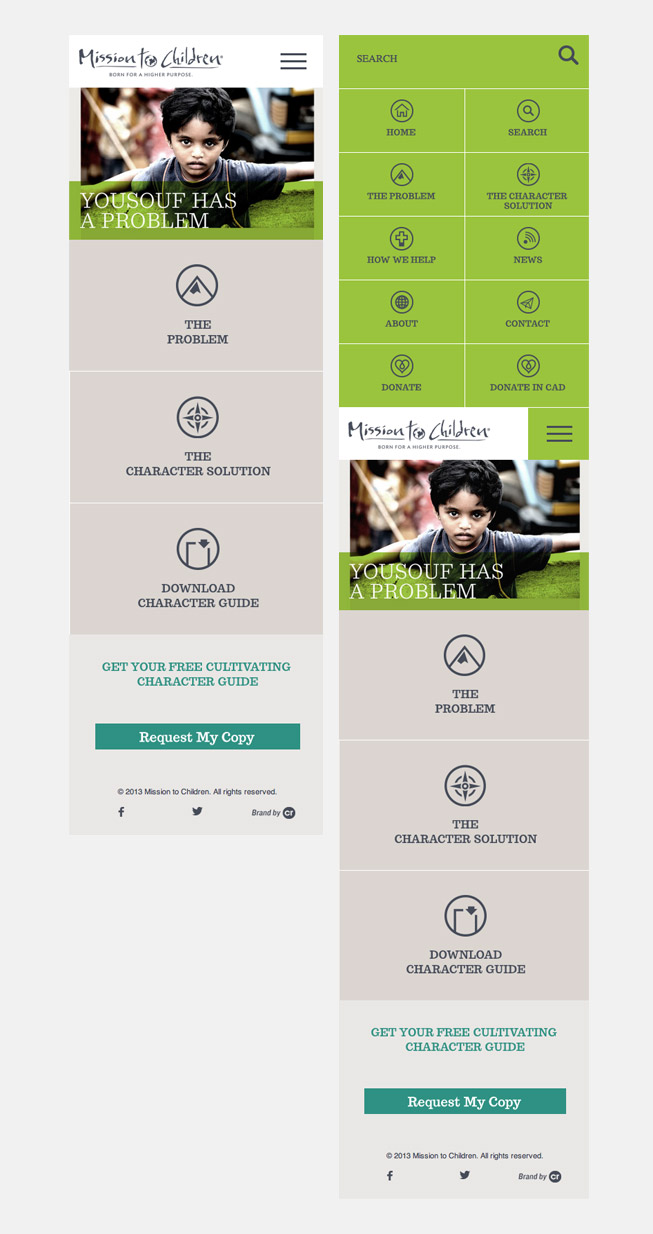 Mission to Children®
BORN FOR A HIGHER PURPOSE.
YOUSOUF HAS
A PROBLEM
THE
PROBLEM
THE
CHARACTER SOLUTION
DOWNLOAD
CHARACTER GUIDE
GET YOUR FREE CULTIVATING
CHARACTER GUIDE
Request My Copy
© 2013 Mission to Children. All rights reserved.
Brand by cr
SEARCH
HOME
SEARCH
THE PROBLEM
THE CHARACTER
SOLUTION
HOW WE HELP
NEWS
ABOUT
CONTACT
DONATE
DONATE IN CAD
Mission to Children®
BORN FOR A HIGHER PURPOSE.
YOUSOUF HAS
A PROBLEM
THE
PROBLEM
THE
CHARACTER SOLUTION
DOWNLOAD
CHARACTER GUIDE
GET YOUR FREE CULTIVATING
CHARACTER GUIDE
Request My Copy
© 2013 Mission to Children. All rights reserved.
Brand by cr